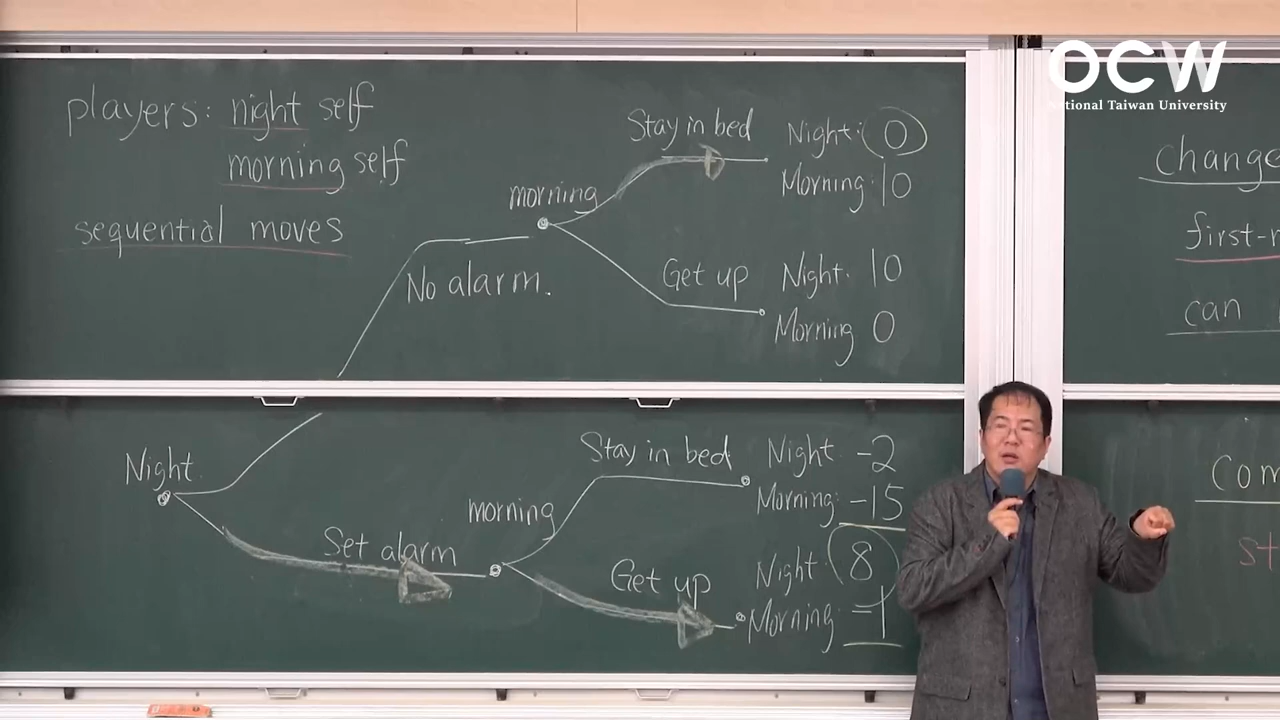 OCW
National Taiwan University
players: night self
morning self
sequential moves
Stay in bed
Night: 0
Morning: 10
morning
No alarm.
Get up
Night: 10
Morning 0
Night
Set alarm
morning
Stay in bed
Night -2
Morning: -15
Get up
Night 8
Morning: -1
change
first-
can
com
st